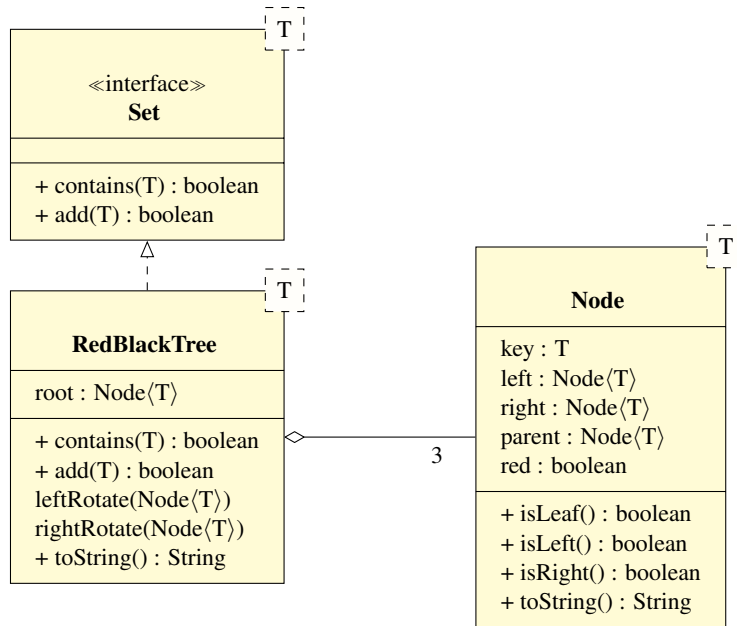 T
≪interface≫
Set
+ contains(T) : boolean
+ add(T) : boolean
T
RedBlackTree
root : Node⟨T⟩
+ contains(T) : boolean
+ add(T) : boolean
leftRotate(Node⟨T⟩)
rightRotate(Node⟨T⟩)
+ toString() : String
3
T
Node
key : T
left : Node⟨T⟩
right : Node⟨T⟩
parent : Node⟨T⟩
red : boolean
+ isLeaf() : boolean
+ isLeft() : boolean
+ isRight() : boolean
+ toString() : String